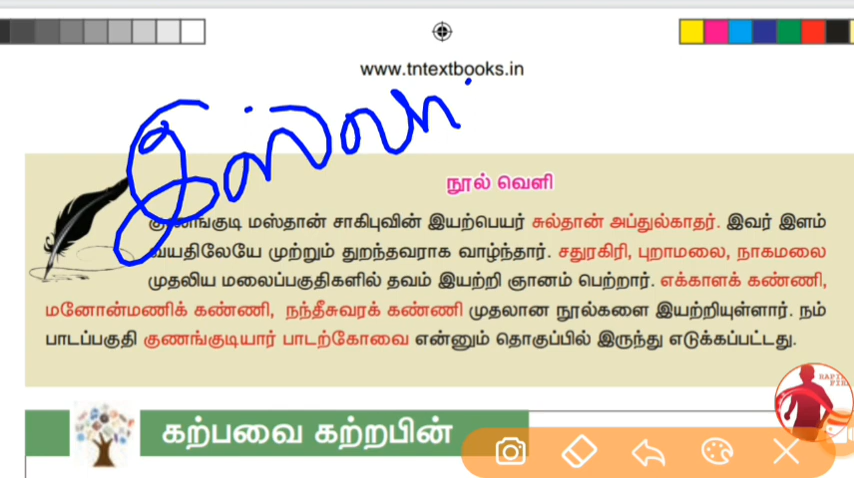 www.tntextbooks.in
இஸ்லாம்
நூல் வெளி
குணங்குடி மஸ்தான் சாகிபுவின் இயற்பெயர் சுல்தான் அப்துல்காதர். இவர் இளம்
வயதிலேயே முற்றும் துறந்தவராக வாழ்ந்தார். சதுரகிரி, புறாமலை, நாகமலை
முதலிய மலைப்பகுதிகளில் தவம் இயற்றி ஞானம் பெற்றார். எக்காளக் கண்ணி,
மனோன்மணிக் கண்ணி, நந்தீசுவரக் கண்ணி முதலான நூல்களை இயற்றியுள்ளார். நம்
பாடப்பகுதி குணங்குடியார் பாடற்கோவை என்னும் தொகுப்பில் இருந்து எடுக்கப்பட்டது.
கற்பவை கற்றபின்